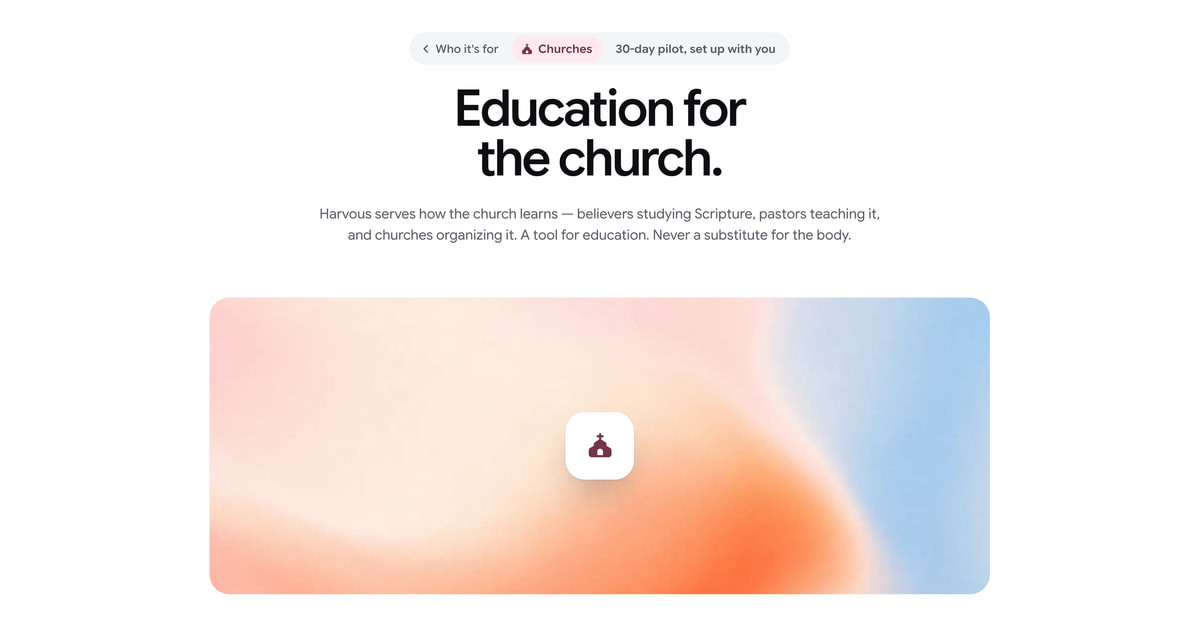 Who it's for Churches 30-day pilot, set up with you
Education for
the church.
Harvous serves how the church learns — believers studying Scripture, pastors teaching it,
and churches organizing it. A tool for education. Never a substitute for the body.